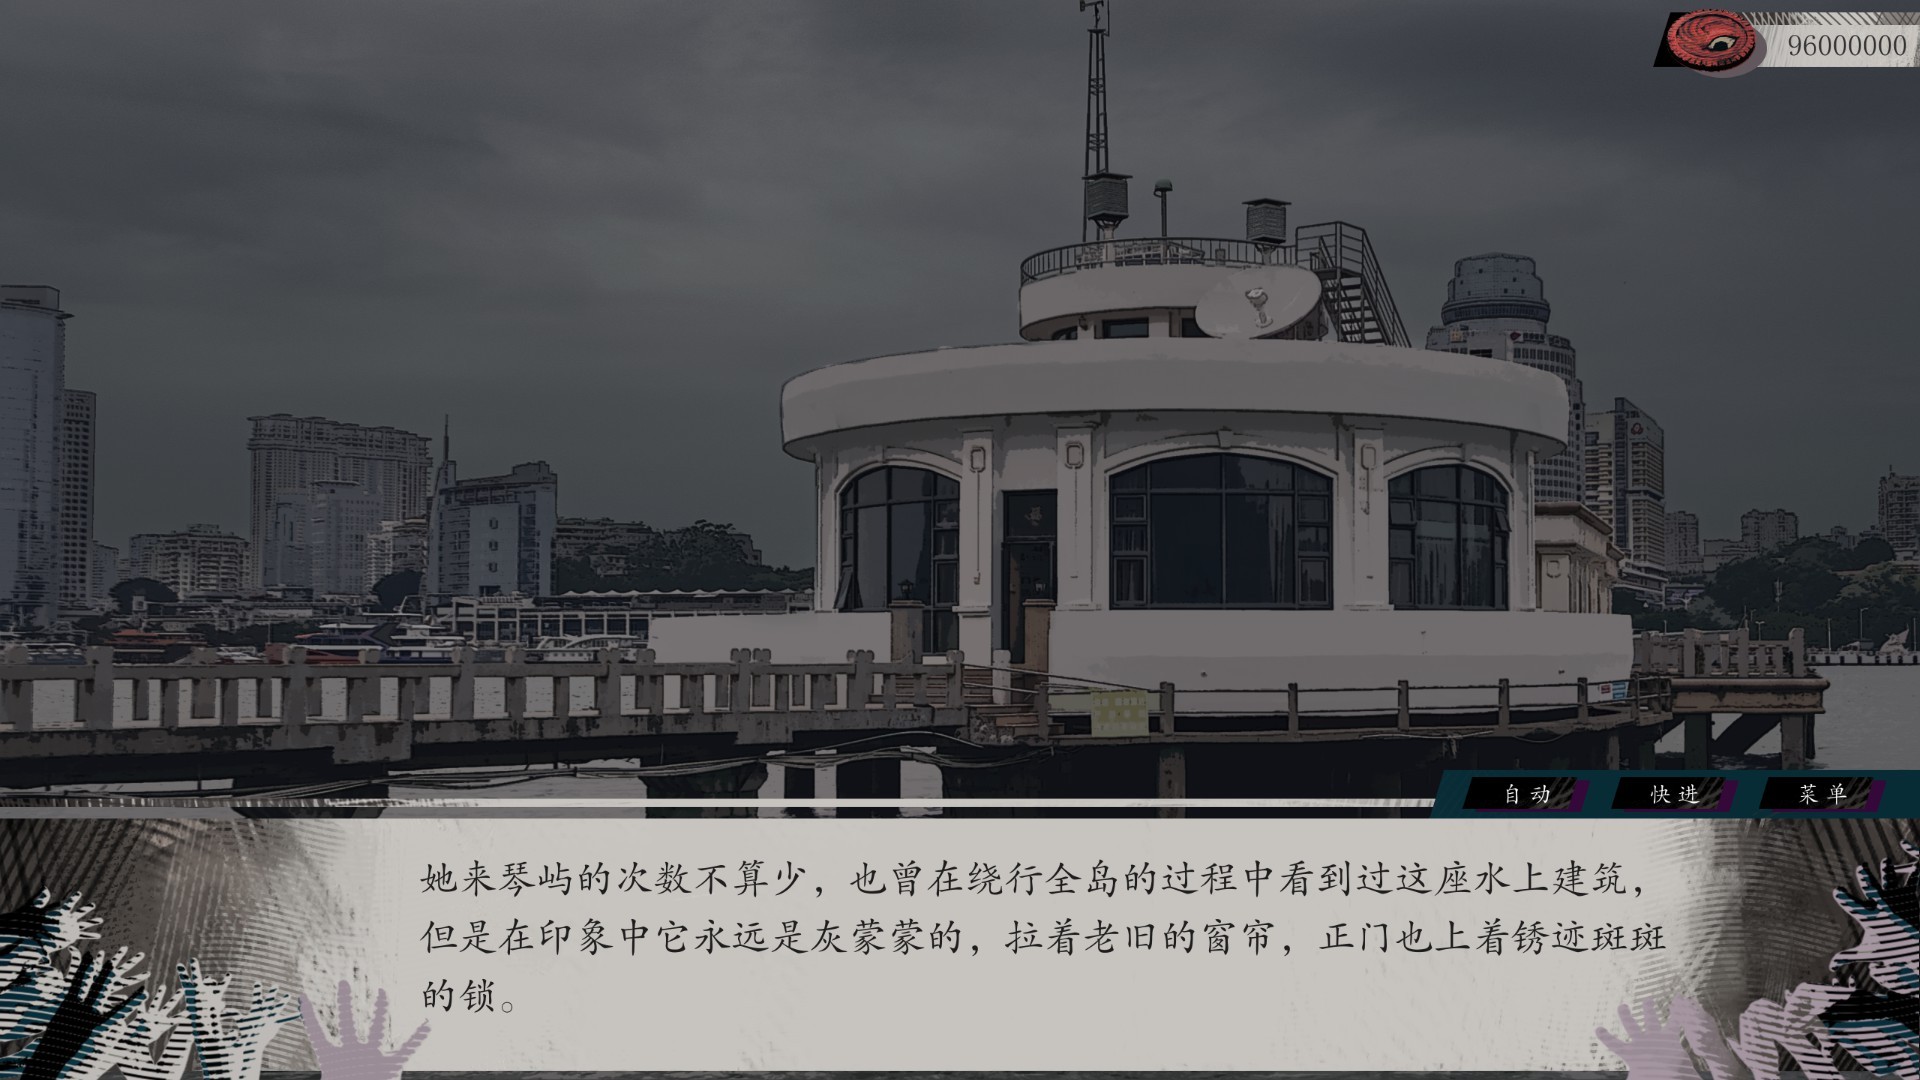 96000000
自动
快进
菜单
她来琴屿的次数不算少，也曾在绕行全岛的过程中看到过这座水上建筑，
但是在印象中它永远是灰蒙蒙的，拉着老旧的窗帘，正门也上着锈迹斑斑
的锁。